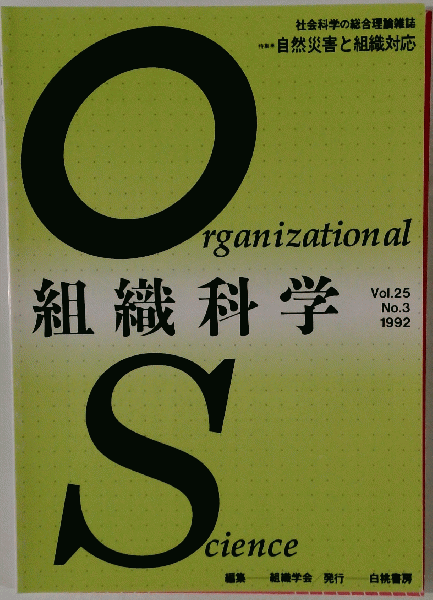 社会科学の総合理論雑誌
特集● 自然災害と組織対応
Organizational
組織科学
Vol.25
No.3
1992
Science
編集——組織学会 発行——白桃書房